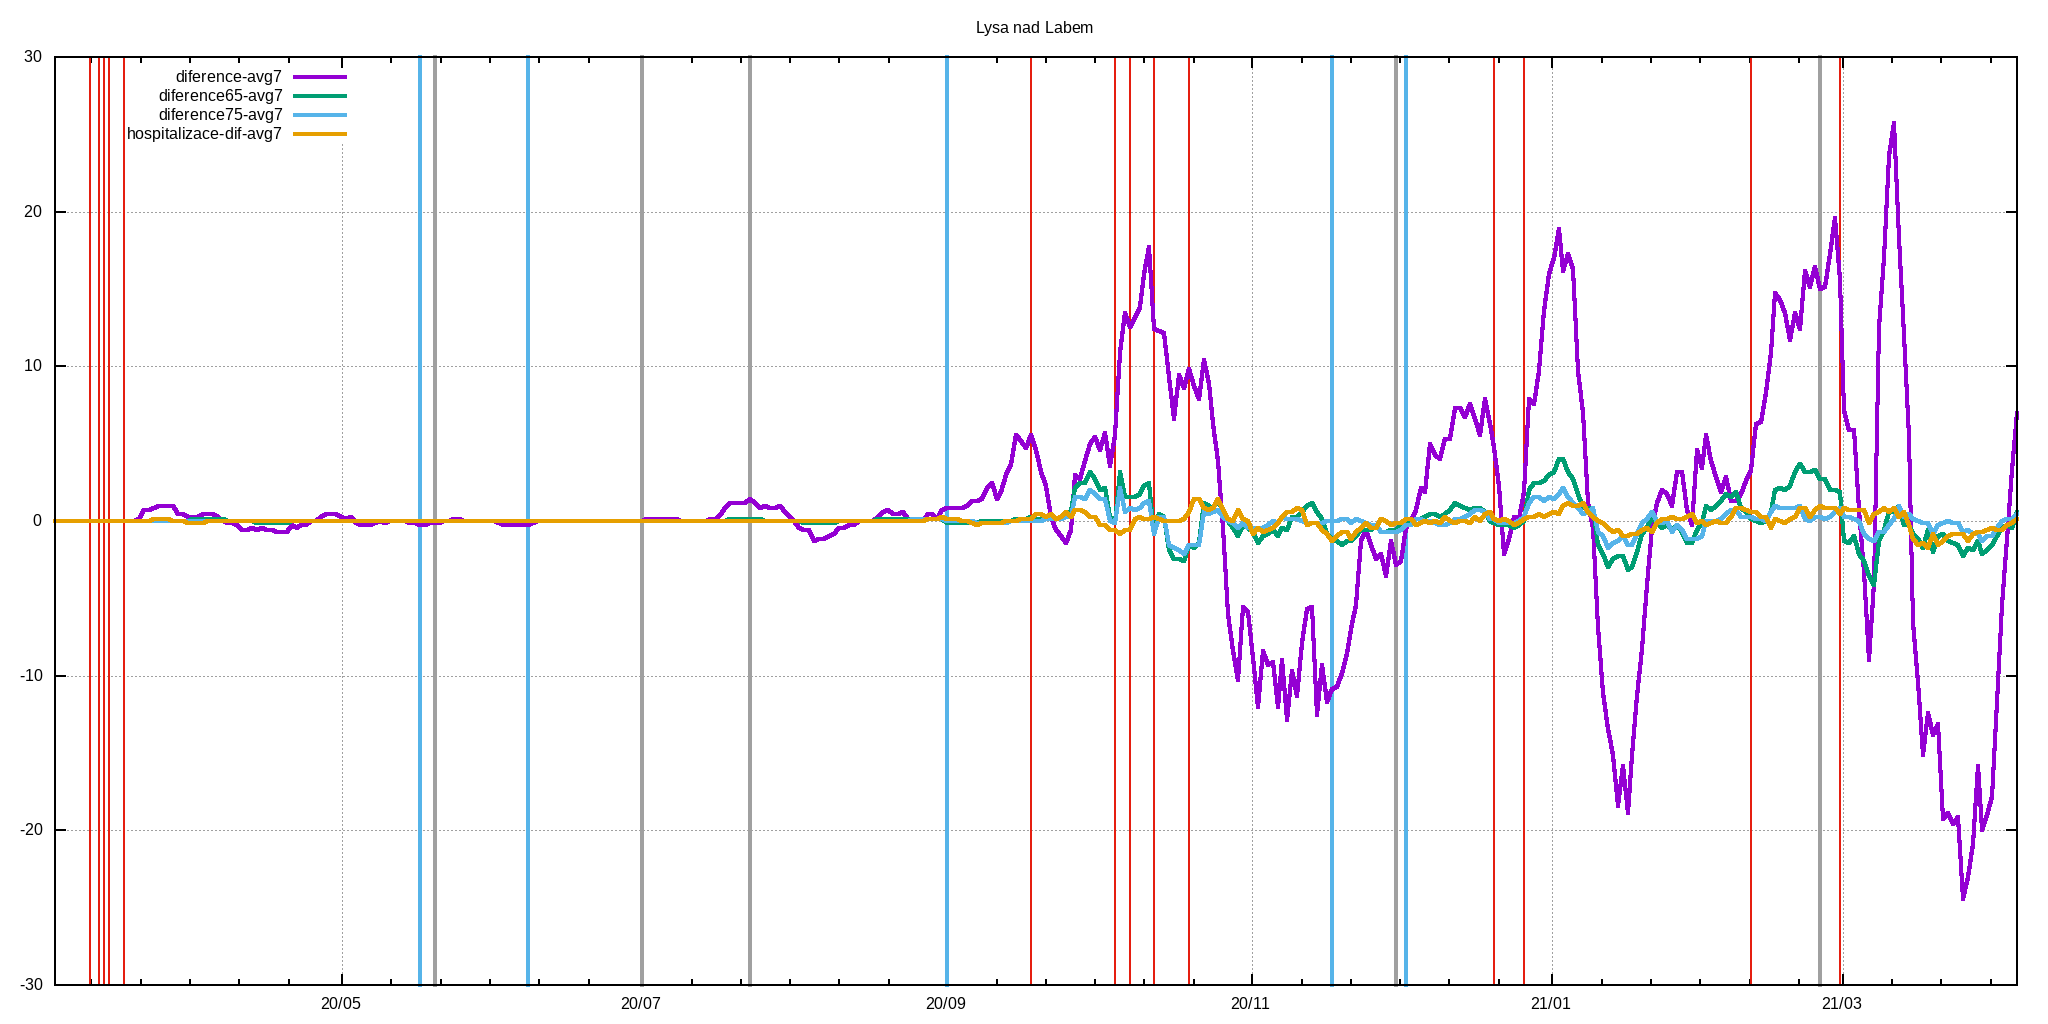 Lysa nad Labem
30
20
10
0
-10
-20
-30
diference-avg7
diference65-avg7
diference75-avg7
hospitalizace-dif-avg7
20/05
20/07
20/09
20/11
21/01
21/03